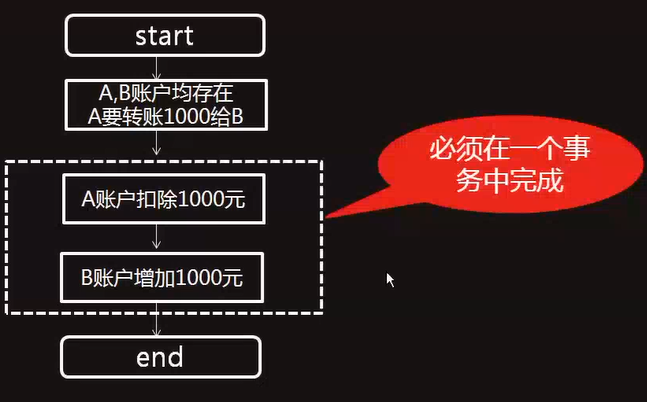 start
A,B账户均存在
A要转账1000给B
必须在一个事
务中完成
A账户扣除1000元
B账户增加1000元
end